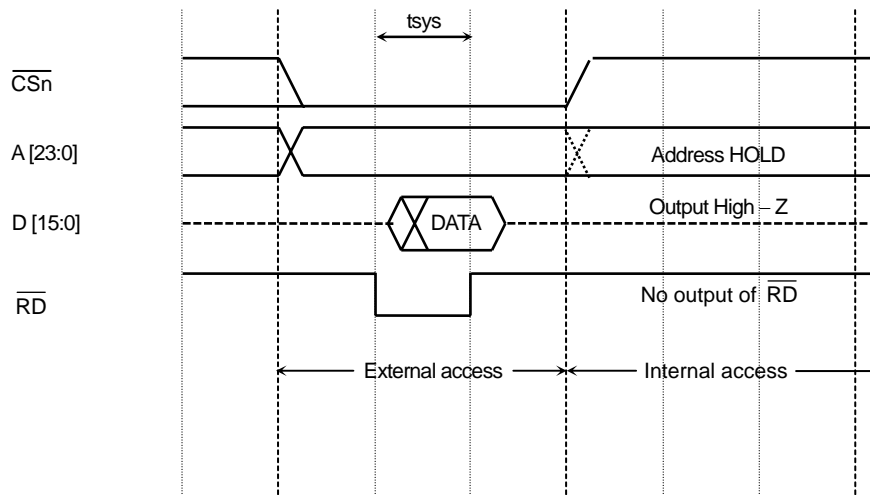 tsys
CSn
A [23:0]
Address HOLD
D [15:0]
DATA
Output High – Z
RD
No output of RD
External access
Internal access